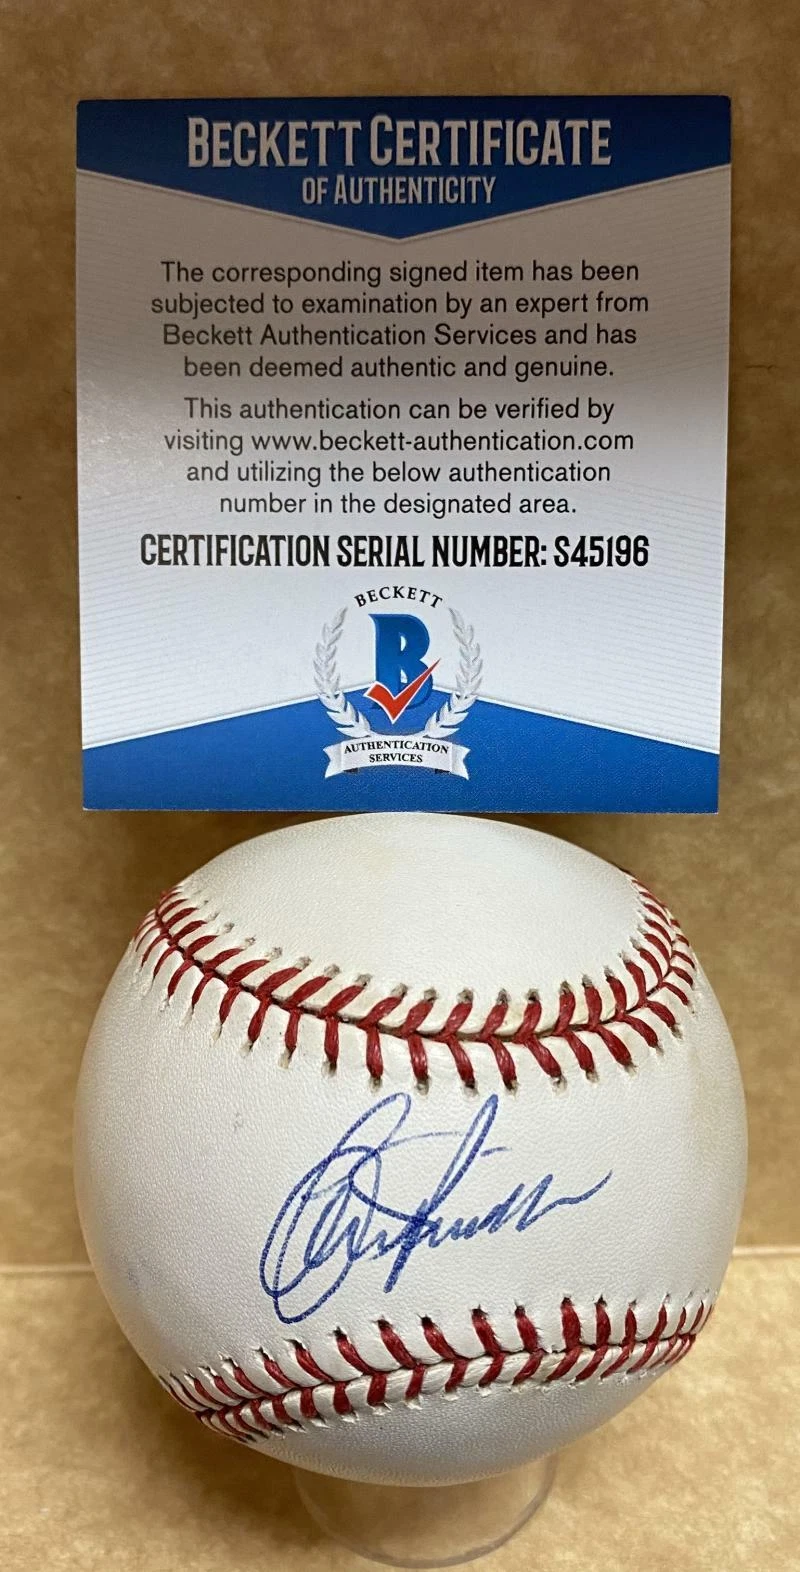 BECKETT CERTIFICATE
OF AUTHENTICITY
The corresponding signed item has been
subjected to examination by an expert from
Beckett Authentication Services and has
been deemed authentic and genuine.
This authentication can be verified by
visiting www.beckett-authentication.com
and utilizing the below authentication
number in the designated area.
CERTIFICATION SERIAL NUMBER: S45196
BECKETT
B
AUTHENTICATION
SERVICES